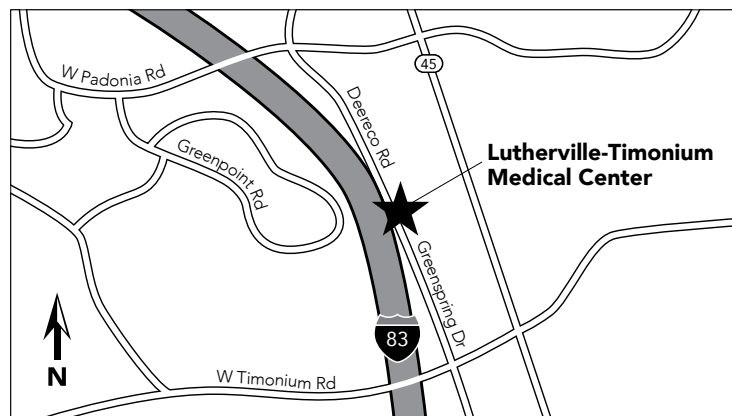 W Padonia Rd
45
Deereco Rd
Greenpoint Rd
Lutherville-Timonium
Medical Center
Greenspring Dr
83
N
W Timonium Rd